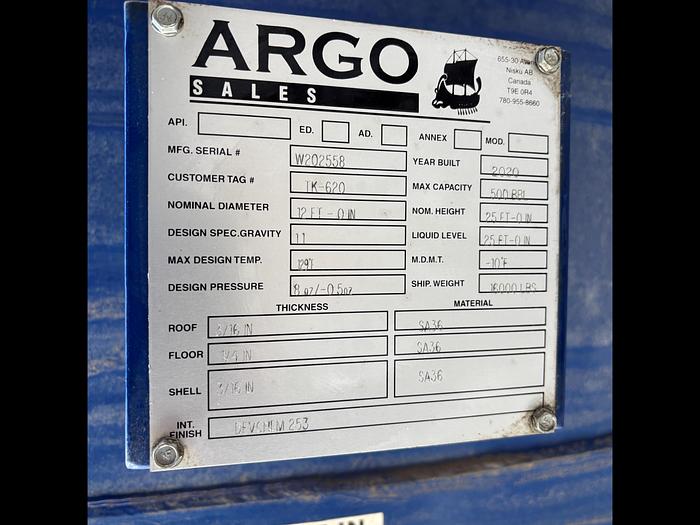 ARGO
SALES
655-30 Ave
Nisku AB
Canada
T9E 0R4
780-955-8660
API. ED. AD. ANNEX MOD.
MFG. SERIAL # W202558 YEAR BUILT 2020
CUSTOMER TAG # TK-620 MAX CAPACITY 500 BBL
NOMINAL DIAMETER 12 FT - 0 IN NOM. HEIGHT 25 FT-0 IN
DESIGN SPEC.GRAVITY 1.1 LIQUID LEVEL 25 FT-0 IN
MAX DESIGN TEMP. M.D.M.T. -10°F
DESIGN PRESSURE 8 oz/-0.5oz SHIP. WEIGHT 16000 LBS
THICKNESS MATERIAL
ROOF 3/16 IN SA36
FLOOR 1/4 IN SA36
SHELL 3/16 IN SA36
INT. FINISH DEVCHEM 253